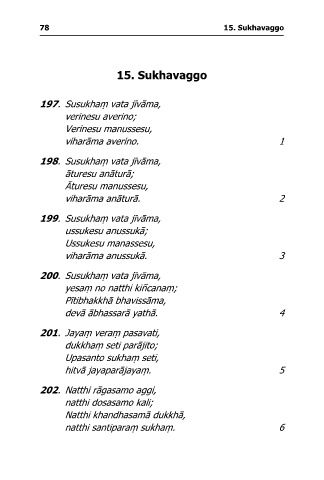 78 15. Sukhavaggo
15. Sukhavaggo
197. Susukhaṃ vata jīvāma,
verinesu averino;
Verinesu manussesu,
viharāma averino. 1
198. Susukhaṃ vata jīvāma,
āturesu anāturā;
Āturesu manussesu,
viharāma anāturā. 2
199. Susukhaṃ vata jīvāma,
ussukesu anussukā;
Ussukesu manassesu,
viharāma anussukā. 3
200. Susukhaṃ vata jīvāma,
yesaṃ no natthi kiñcanaṃ;
Pītibhakkhā bhavissāma,
devā ābhassarā yathā. 4
201. Jayaṃ veraṃ pasavati,
dukkhaṃ seti parājito;
Upasanto sukhaṃ seti,
hitvā jayaparājayaṃ. 5
202. Natthi rāgasamo aggi,
natthi dosasamo kali;
Natthi khandhasamā dukkhā,
natthi santiparaṃ sukhaṃ. 6